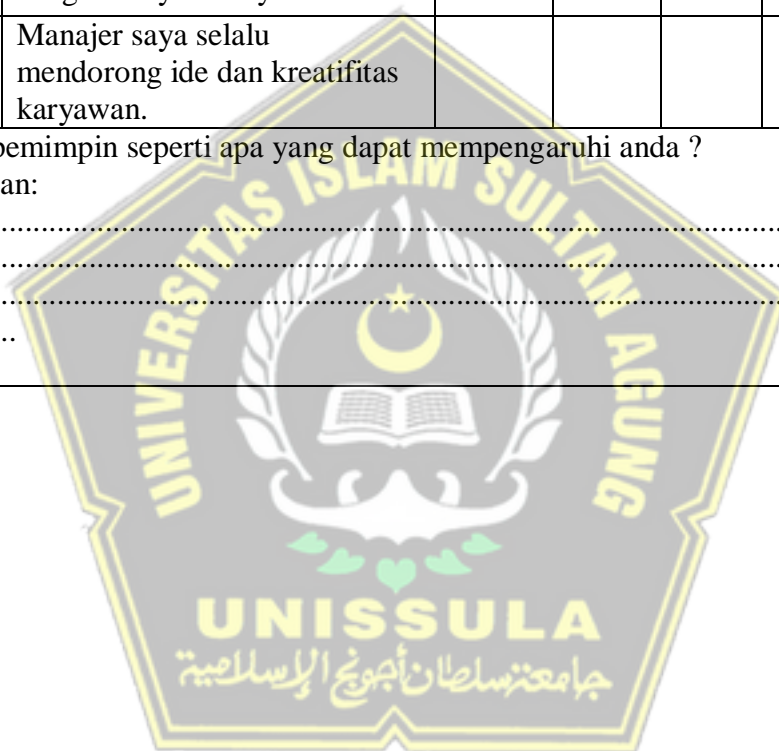 Manajer saya selalu
mendorong ide dan kreatifitas
karyawan.
pemimpin seperti apa yang dapat mempengaruhi anda ?
an:
..............................................................................................
..............................................................................................
..............................................................................................
..
UNIVERSITAS ISLAM SULTAN AGUNG
UNISSULA
جامعة سلطان أجونج الإسلامية